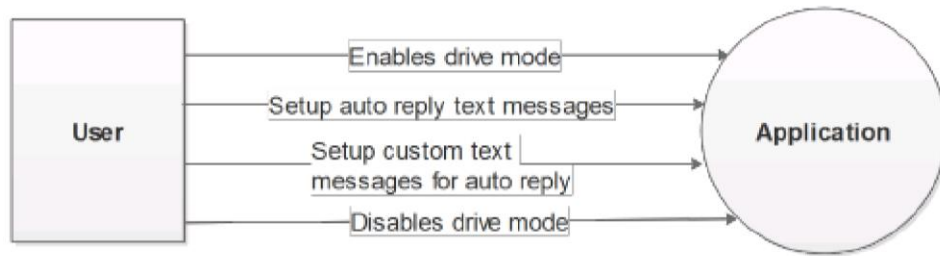 User
Enables drive mode
Setup auto reply text messages
Setup custom text
messages for auto reply
Disables drive mode
Application